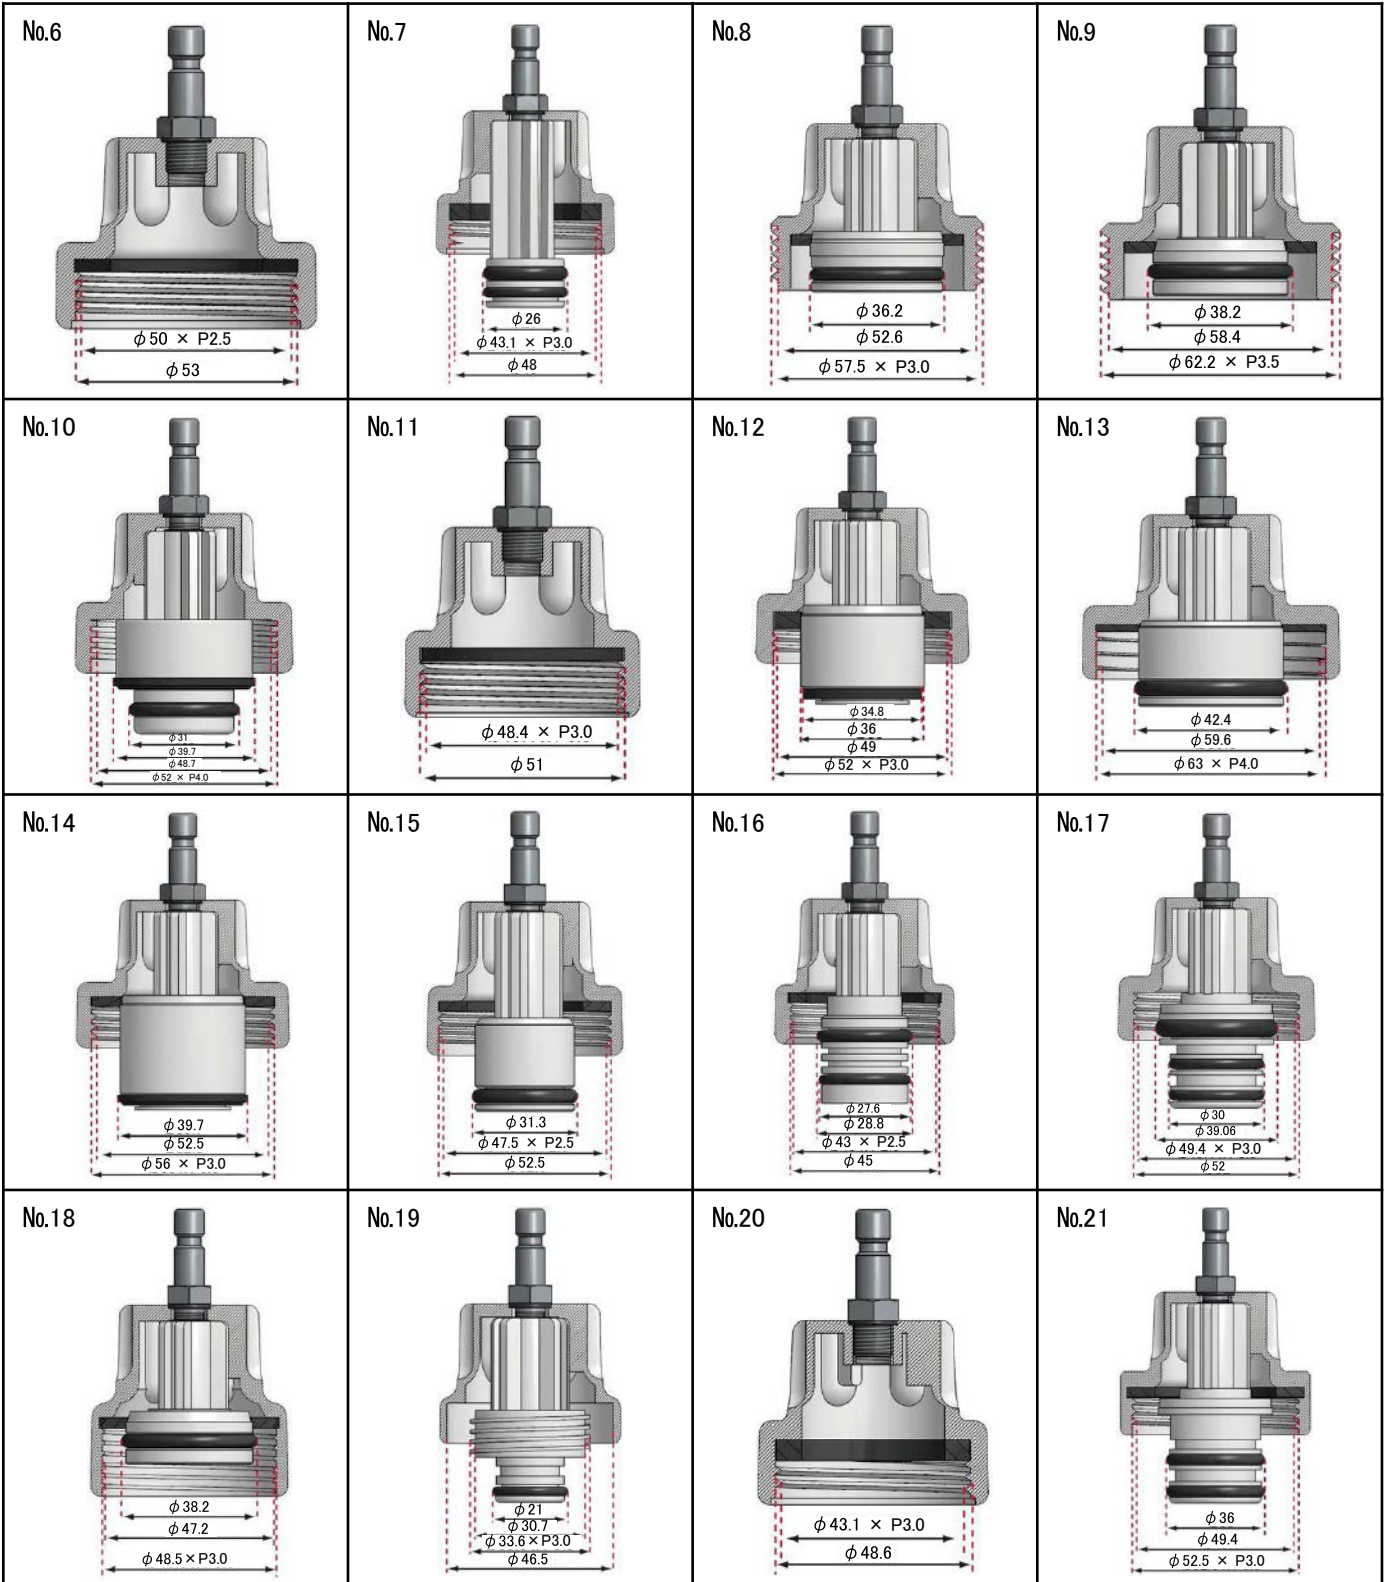 №.6
φ50 × P2.5
φ53
№.7
φ26
φ43.1 × P3.0
φ48
№.8
φ36.2
φ52.6
φ57.5 × P3.0
№.9
φ38.2
φ58.4
φ62.2 × P3.5
№.10
φ31
φ39.7
φ48.7
φ52 × P4.0
№.11
φ48.4 × P3.0
φ51
№.12
φ34.8
φ36
φ49
φ52 × P3.0
№.13
φ42.4
φ59.6
φ63 × P4.0
№.14
φ39.7
φ52.5
φ56 × P3.0
№.15
φ31.3
φ47.5 × P2.5
φ52.5
№.16
φ27.6
φ28.8
φ43 × P2.5
φ45
№.17
φ30
φ39.06
φ49.4 × P3.0
φ52
№.18
φ38.2
φ47.2
φ48.5×P3.0
№.19
φ21
φ30.7
φ33.6×P3.0
φ46.5
№.20
φ43.1 × P3.0
φ48.6
№.21
φ36
φ49.4
φ52.5 × P3.0